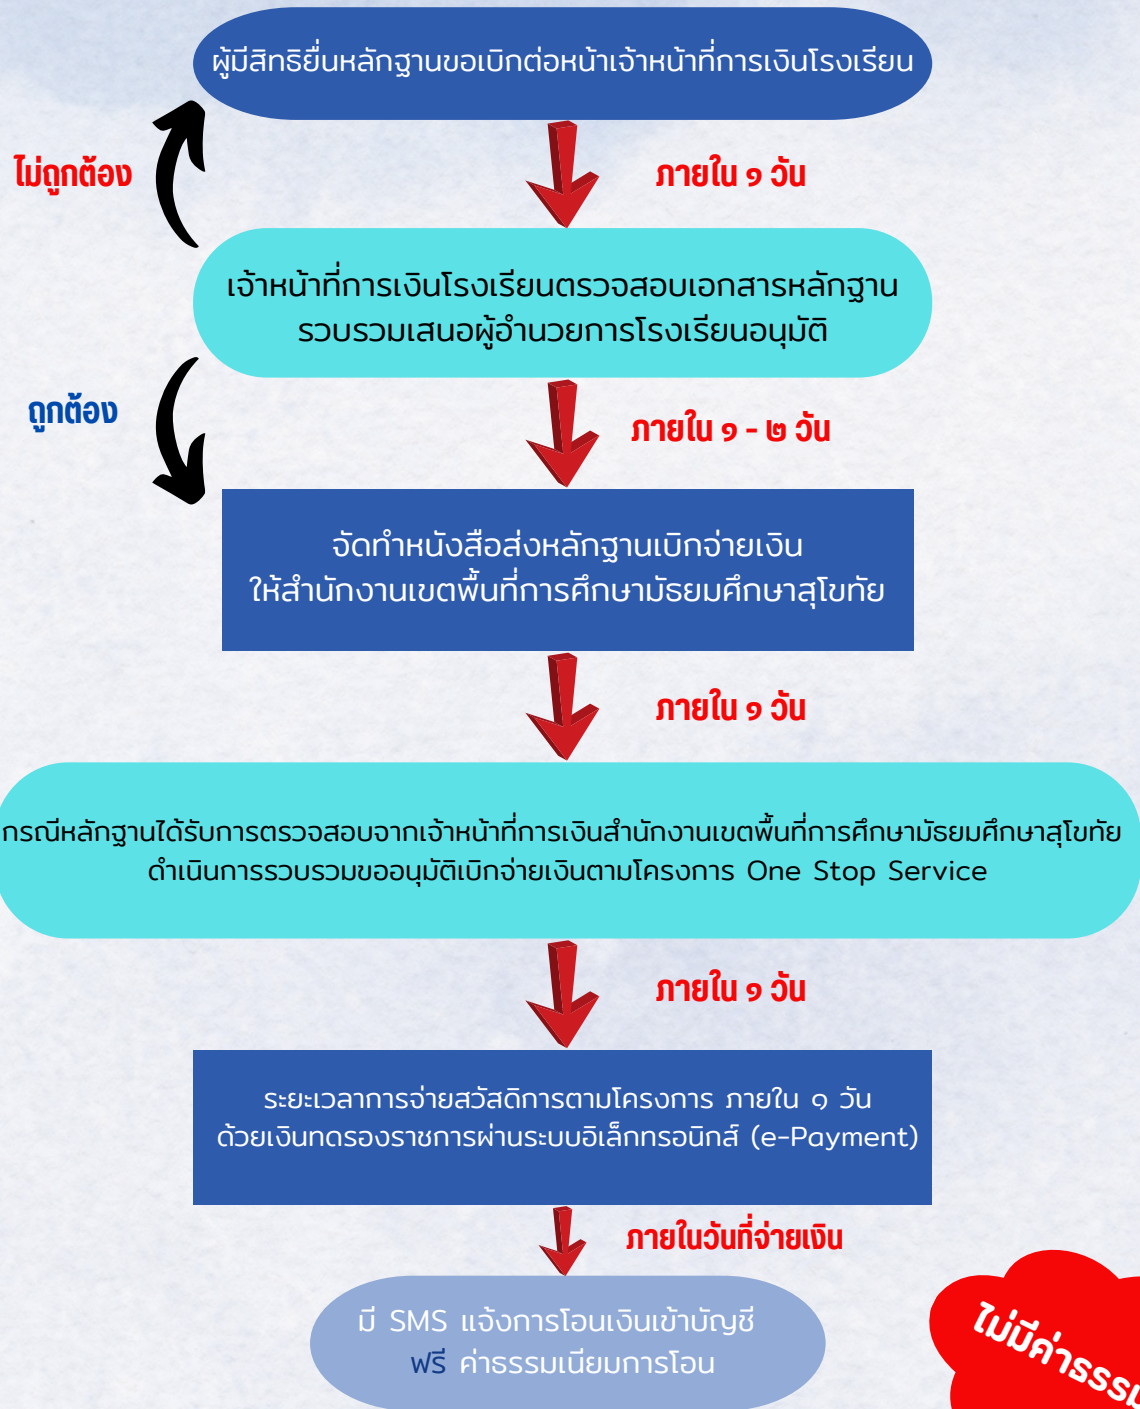 ผู้มีสิทธิยื่นหลักฐานขอเบิกต่อหน้าเจ้าหน้าที่การเงินโรงเรียน
ไม่ถูกต้อง
ภายใน ๑ วัน
เจ้าหน้าที่การเงินโรงเรียนตรวจสอบเอกสารหลักฐาน
รวบรวมเสนอผู้อำนวยการโรงเรียนอนุมัติ
ถูกต้อง
ภายใน ๑ - ๒ วัน
จัดทำหนังสือส่งหลักฐานเบิกจ่ายเงิน
ให้สำนักงานเขตพื้นที่การศึกษามัธยมศึกษาสุโขทัย
ภายใน ๑ วัน
กรณีหลักฐานได้รับการตรวจสอบจากเจ้าหน้าที่การเงินสำนักงานเขตพื้นที่การศึกษามัธยมศึกษาสุโขทัย
ดำเนินการรวบรวมขออนุมัติเบิกจ่ายเงินตามโครงการ One Stop Service
ภายใน ๑ วัน
ระยะเวลาการจ่ายสวัสดิการตามโครงการ ภายใน ๑ วัน
ด้วยเงินทดรองราชการผ่านระบบอิเล็กทรอนิกส์ (e-Payment)
ภายในวันที่จ่ายเงิน
มี SMS แจ้งการโอนเงินเข้าบัญชี
ฟรี ค่าธรรมเนียมการโอน
ไม่มีค่าธรรม